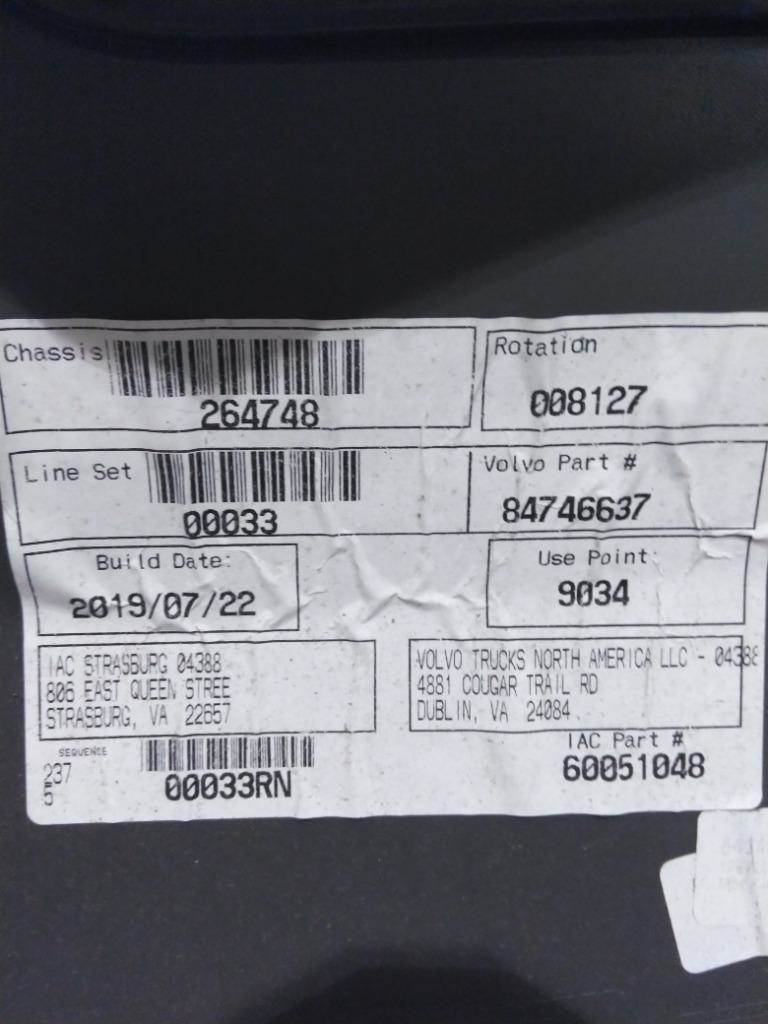 Chassis
264748
Rotation
008127
Line Set
00033
Volvo Part #
84746637
Build Date:
2019/07/22
Use Point:
9034
IAC STRASBURG 04388
806 EAST QUEEN STREE
STRASBURG, VA 22657
VOLVO TRUCKS NORTH AMERICA LLC - 04388
4881 COUGAR TRAIL RD
DUBLIN, VA 24084
SEQUENCE
237
5
00033RN
IAC Part #
60051048